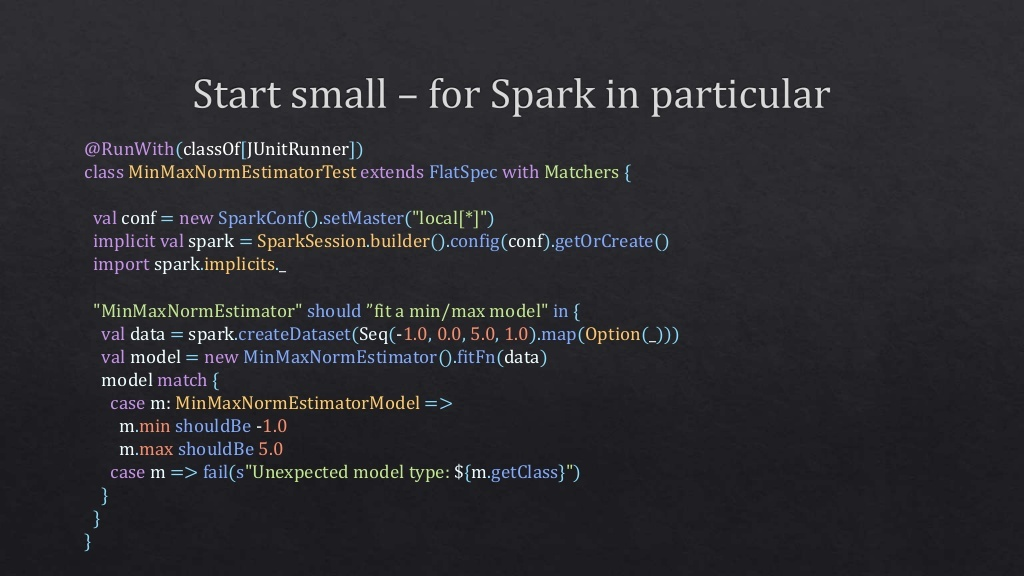 Start small – for Spark in particular
@RunWith(classOf[JUnitRunner])
class MinMaxNormEstimatorTest extends FlatSpec with Matchers {
val conf = new SparkConf().setMaster("local[*]")
implicit val spark = SparkSession.builder().config(conf).getOrCreate()
import spark.implicits._
"MinMaxNormEstimator" should ”fit a min/max model" in {
val data = spark.createDataset(Seq(-1.0, 0.0, 5.0, 1.0).map(Option(_)))
val model = new MinMaxNormEstimator().fitFn(data)
model match {
case m: MinMaxNormEstimatorModel =>
m.min shouldBe -1.0
m.max shouldBe 5.0
case m => fail(s"Unexpected model type: ${m.getClass}")
}
}
}